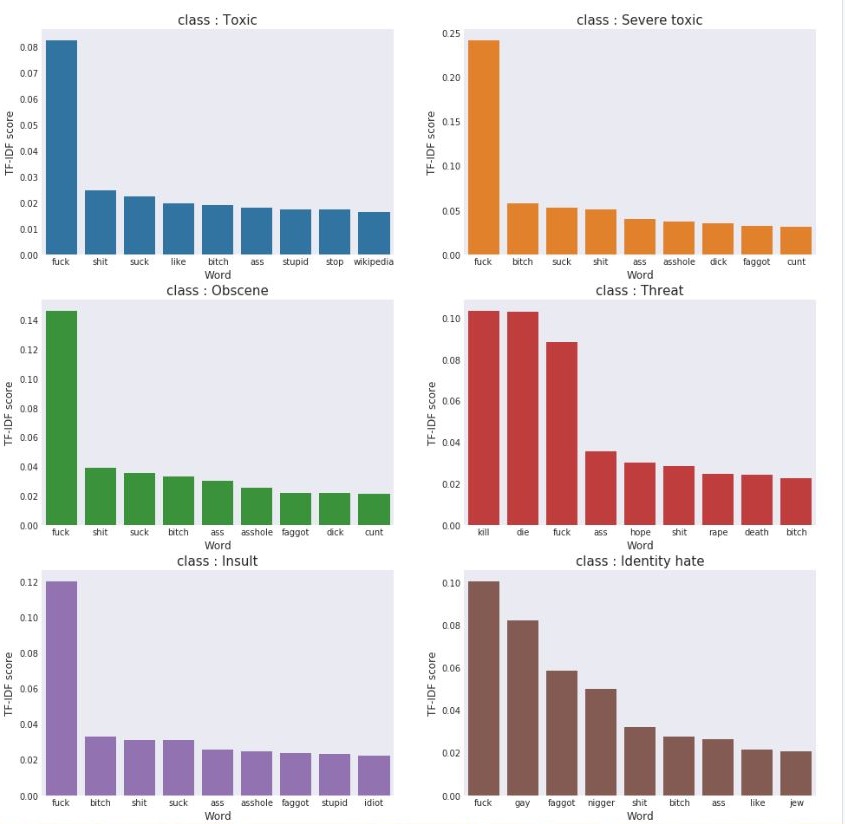 class : Toxic
TF-IDF score
0.08
0.07
0.06
0.05
0.04
0.03
0.02
0.01
0.00
fuck shit suck like bitch ass stupid stop wikipedia
Word
class : Severe toxic
TF-IDF score
0.25
0.20
0.15
0.10
0.05
0.00
fuck bitch suck shit ass asshole dick faggot cunt
Word
class : Obscene
TF-IDF score
0.14
0.12
0.10
0.08
0.06
0.04
0.02
0.00
fuck shit suck bitch ass asshole faggot dick cunt
Word
class : Threat
TF-IDF score
0.10
0.08
0.06
0.04
0.02
0.00
kill die fuck ass hope shit rape death bitch
Word
class : Insult
TF-IDF score
0.12
0.10
0.08
0.06
0.04
0.02
0.00
fuck bitch shit suck ass asshole faggot stupid idiot
Word
class : Identity hate
TF-IDF score
0.10
0.08
0.06
0.04
0.02
0.00
fuck gay faggot nigger shit bitch ass like jew
Word